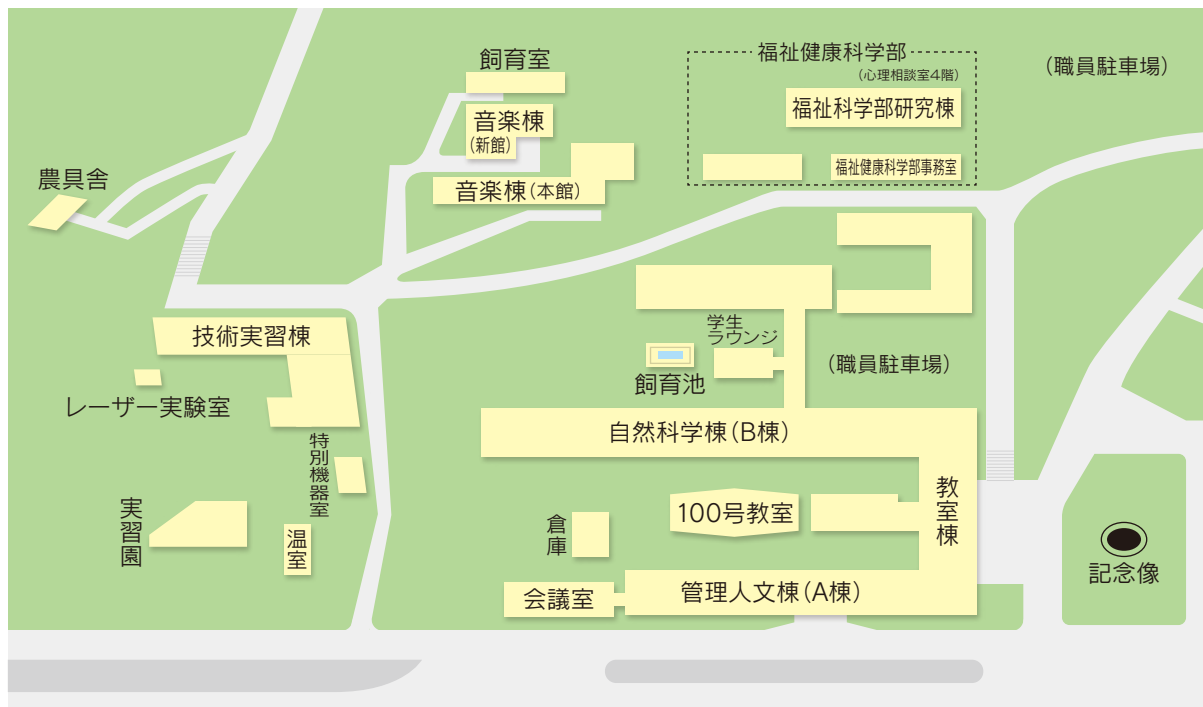 福祉健康科学部
(心理相談室4階)
(職員駐車場)
飼育室
福祉科学部研究棟
音楽棟
(新館)
福祉健康科学部事務室
農具舎
音楽棟(本館)
学生
ラウンジ
技術実習棟
(職員駐車場)
飼育池
レーザー実験室
自然科学棟(B棟)
特別機器室
教室棟
実習園
100号教室
倉庫
温室
記念像
会議室
管理人文棟(A棟)